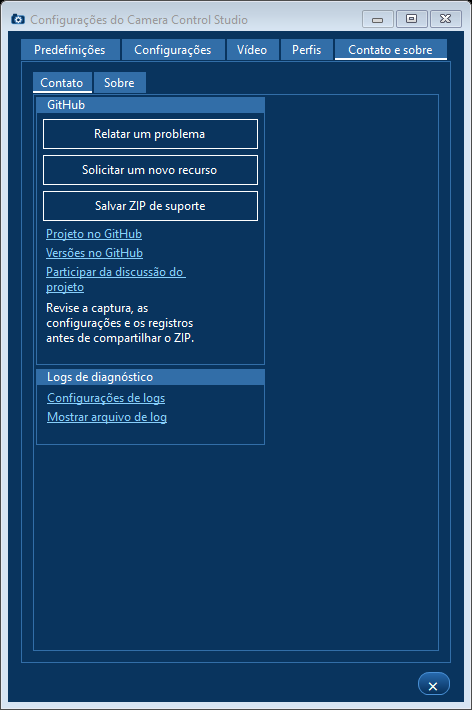 Configurações do Camera Control Studio
Predefinições
Configurações
Vídeo
Perfis
Contato e sobre
Contato
Sobre
GitHub
Relatar um problema
Solicitar um novo recurso
Salvar ZIP de suporte
Projeto no GitHub
Versões no GitHub
Participar da discussão do
projeto
Revise a captura, as
configurações e os registros
antes de compartilhar o ZIP.
Logs de diagnóstico
Configurações de logs
Mostrar arquivo de log